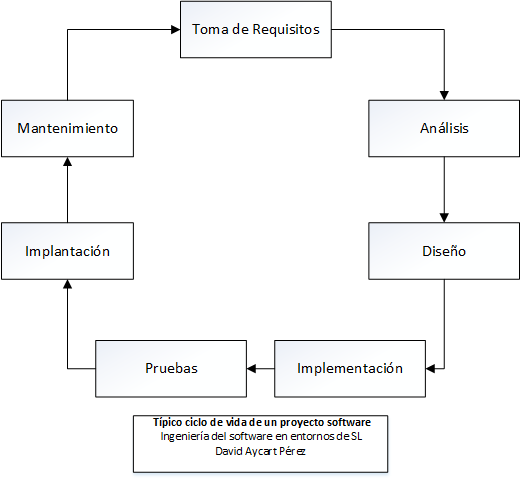 Toma de Requisitos
Mantenimiento
Análisis
Implantación
Diseño
Pruebas
Implementación
Típico ciclo de vida de un proyecto software
Ingeniería del software en entornos de SL
David Aycart Pérez